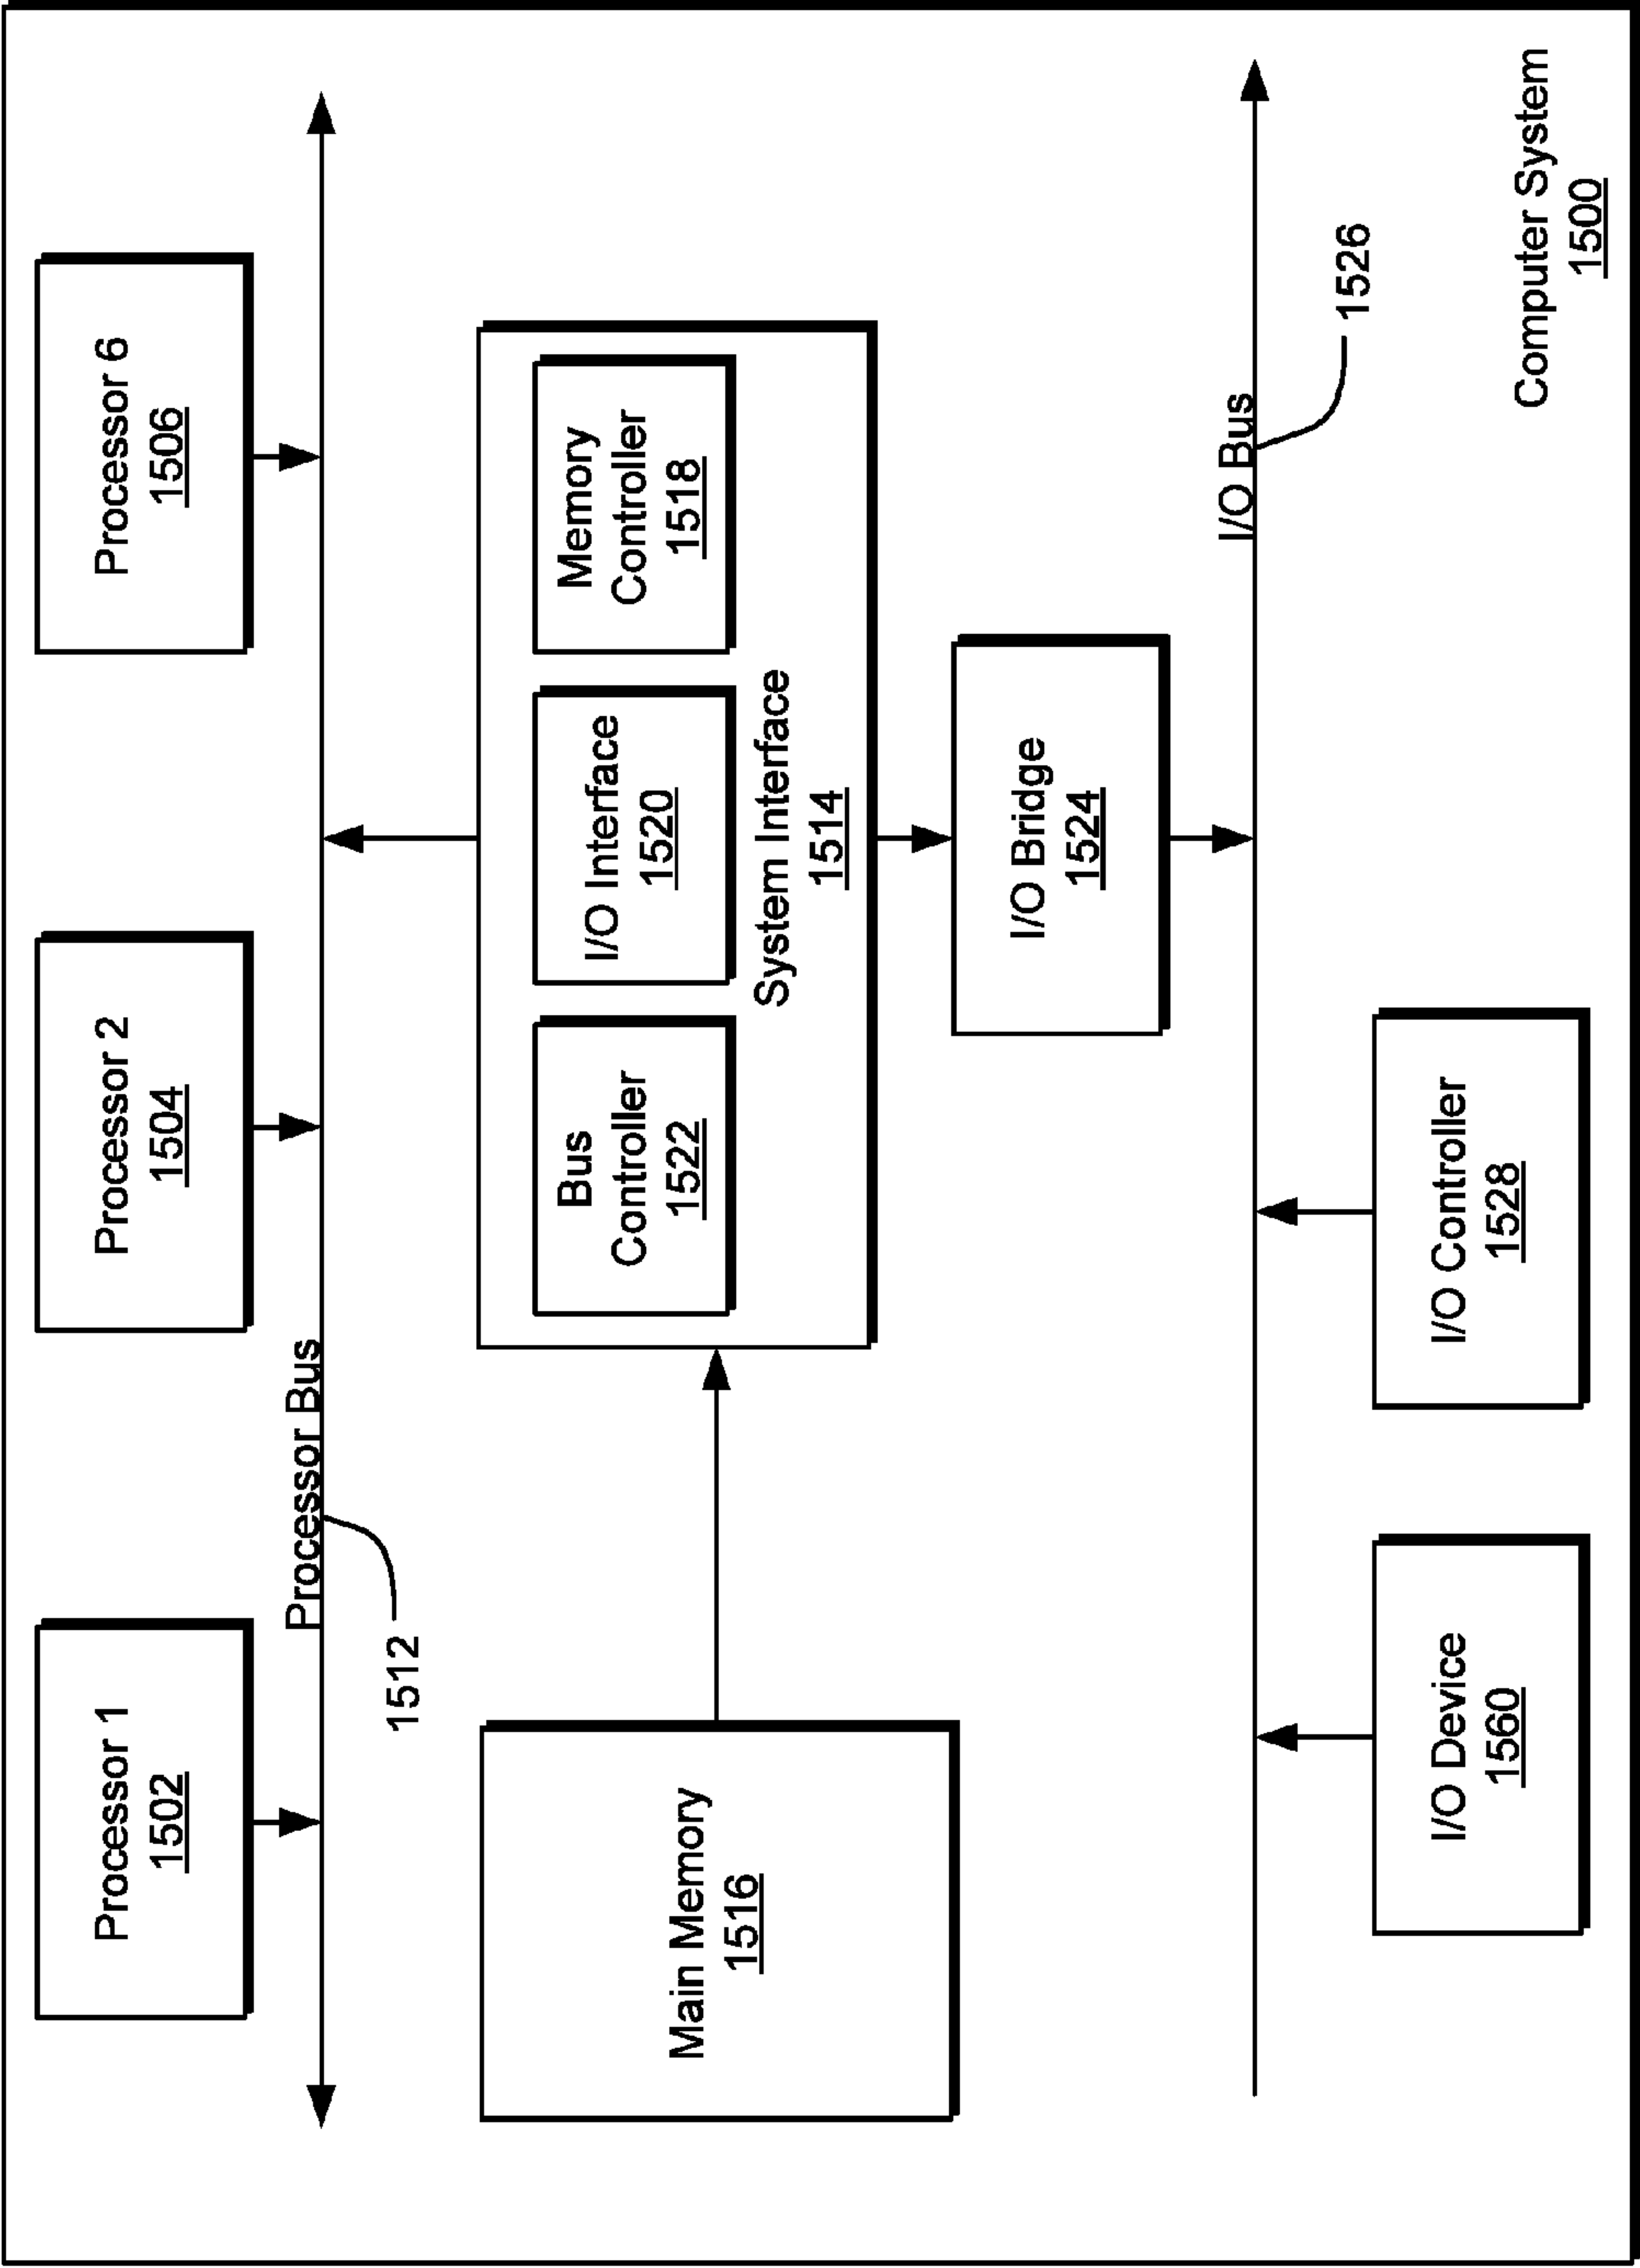 Processor 1
1502
Processor 2
1504
Processor 6
1506
Processor Bus
1512
Main Memory
1516
Bus
Controller
1522
I/O Interface
1520
Memory
Controller
1518
System Interface
1514
I/O Bridge
1524
I/O Bus
1526
I/O Device
1560
I/O Controller
1528
Computer System
1500